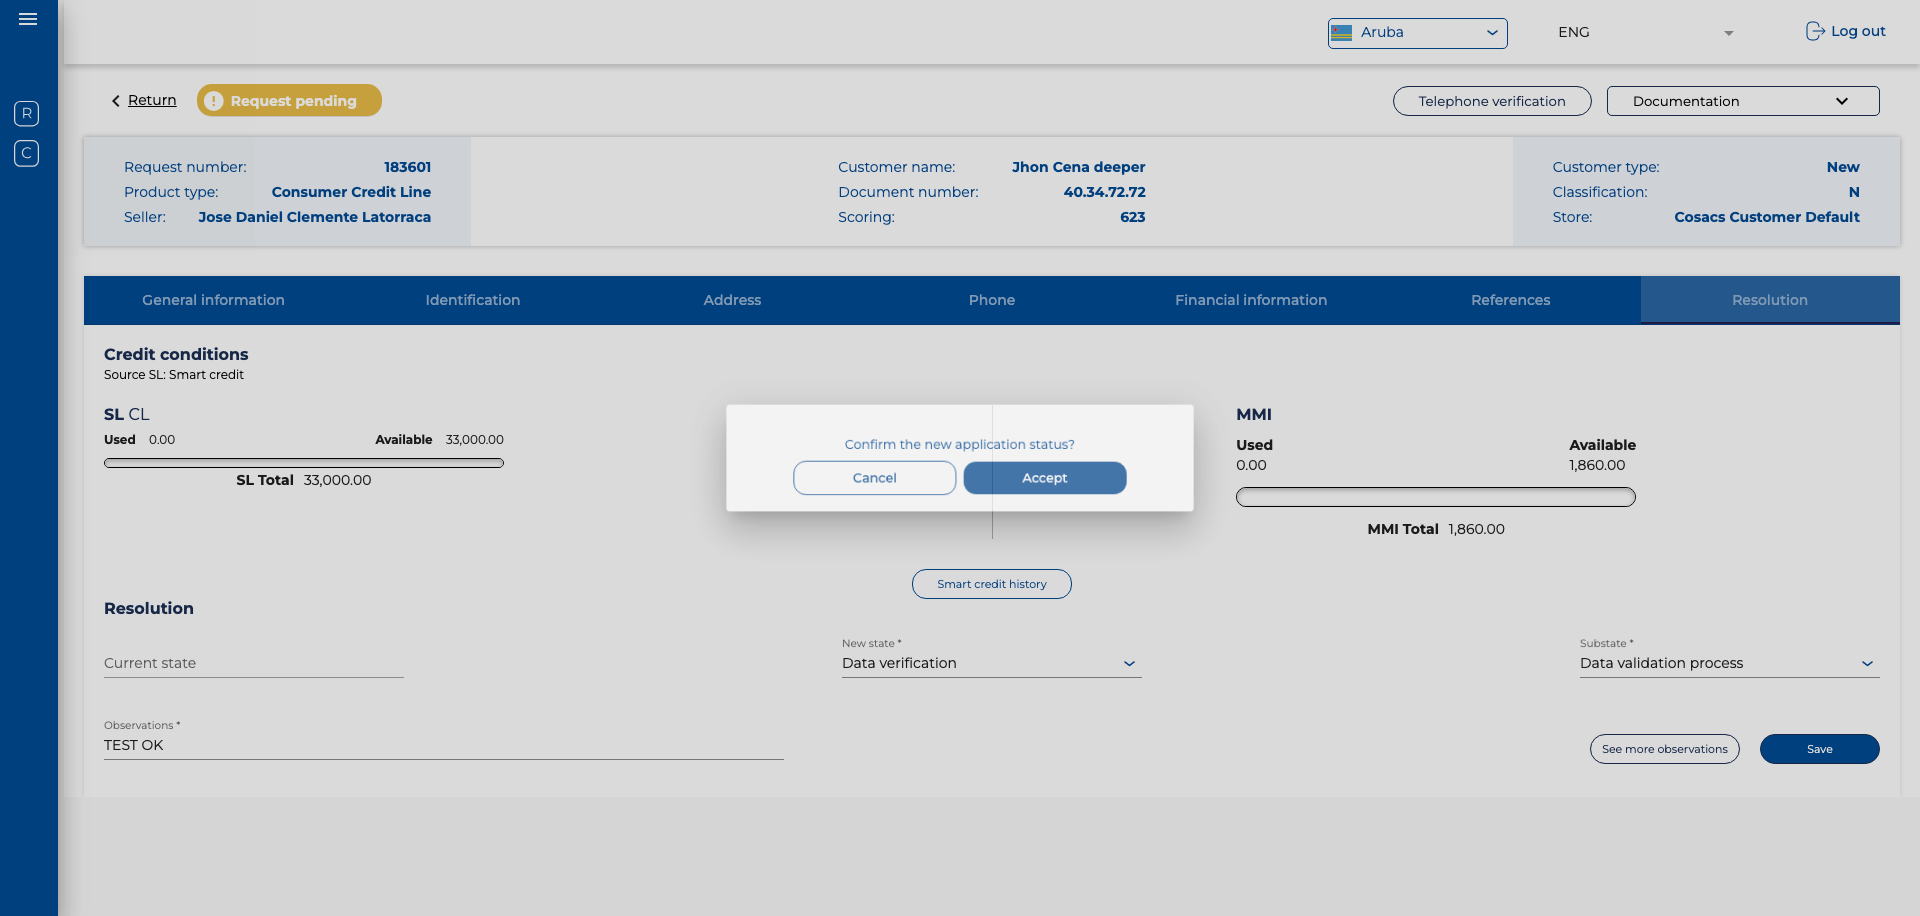 Aruba
ENG
Log out
R
C
Return
! Request pending
Telephone verification
Documentation
Request number: 183601
Product type: Consumer Credit Line
Seller: Jose Daniel Clemente Latorraca
Customer name: Jhon Cena deeper
Document number: 40.34.72.72
Scoring: 623
Customer type: New
Classification: N
Store: Cosacs Customer Default
General information
Identification
Address
Phone
Financial information
References
Resolution
Credit conditions
Source SL: Smart credit
SL CL
Used 0.00 Available 33,000.00
SL Total 33,000.00
Confirm the new application status?
Cancel
Accept
MMI
Used Available
0.00 1,860.00
MMI Total 1,860.00
Smart credit history
Resolution
Current state
New state *
Data verification
Substate *
Data validation process
Observations *
TEST OK
See more observations
Save